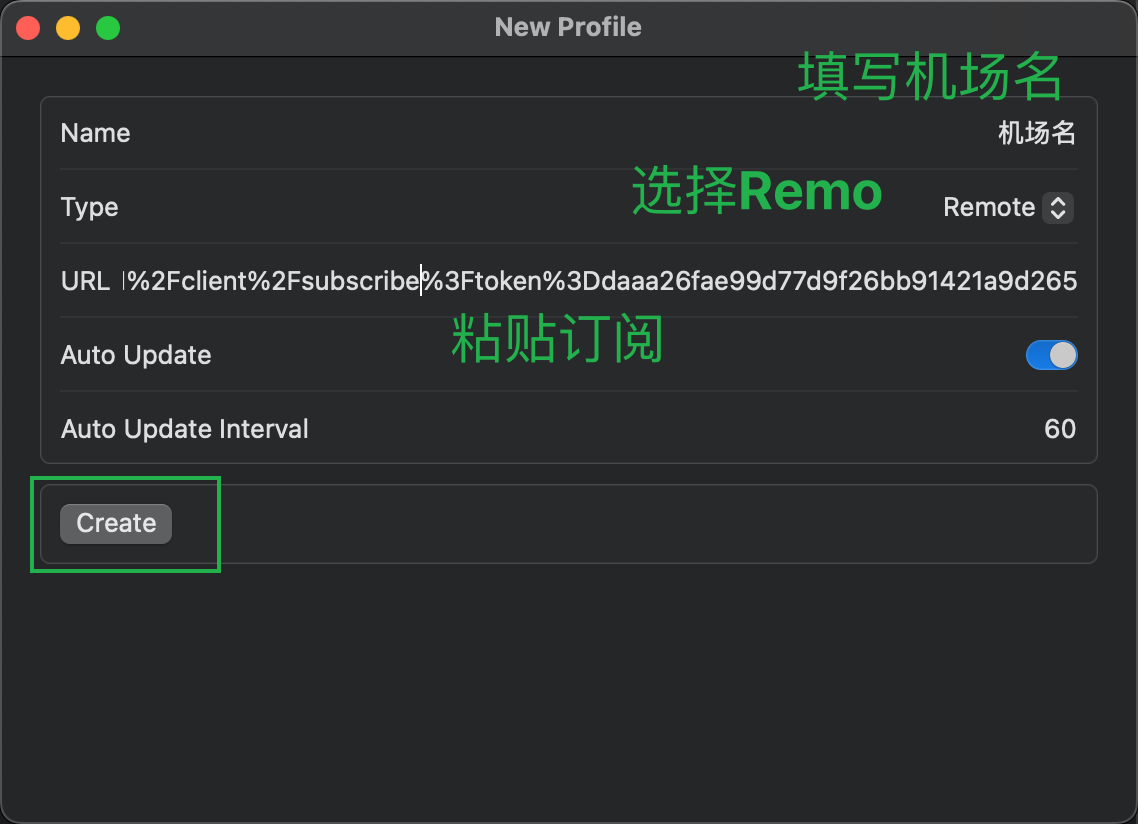 New Profile
填写机场名
Name 机场名
选择Remo
Type Remote
URL l%2Fclient%2Fsubscribe%3Ftoken%3Ddaaa26fae99d77d9f26bb91421a9d265
粘贴订阅
Auto Update
Auto Update Interval 60
Create